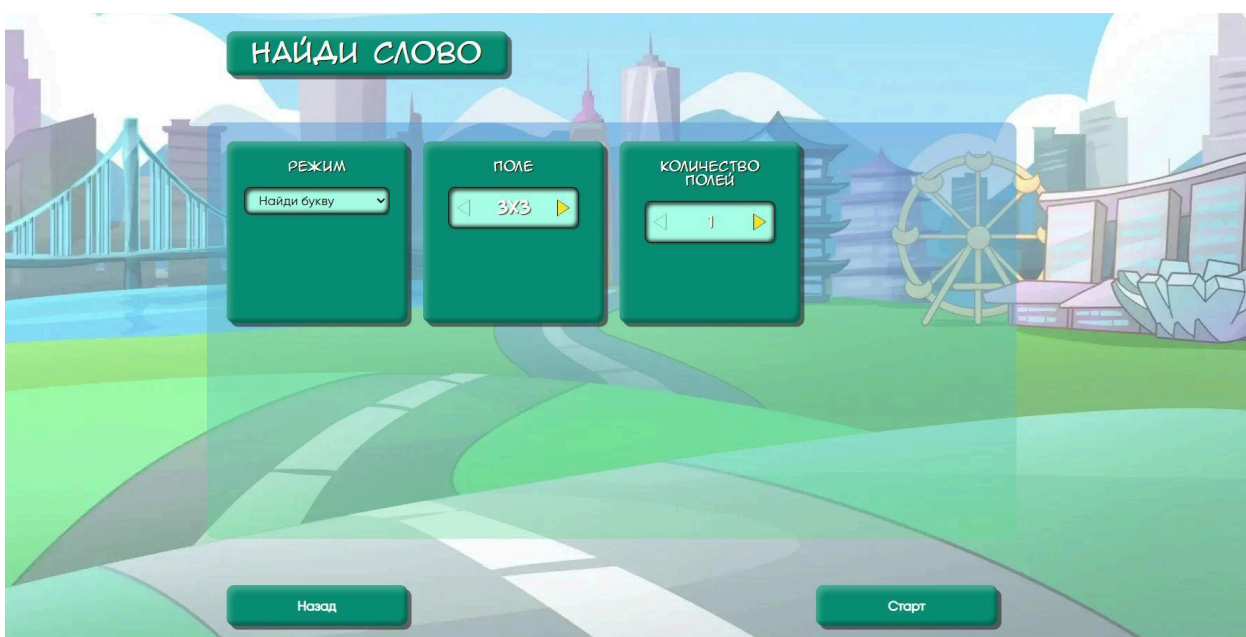 НАЙДИ СЛОВО
РЕЖИМ
Найди букву
ПОЛЕ
3X3
КОЛИЧЕСТВО
ПОЛЕЙ
1
Назад
Старт